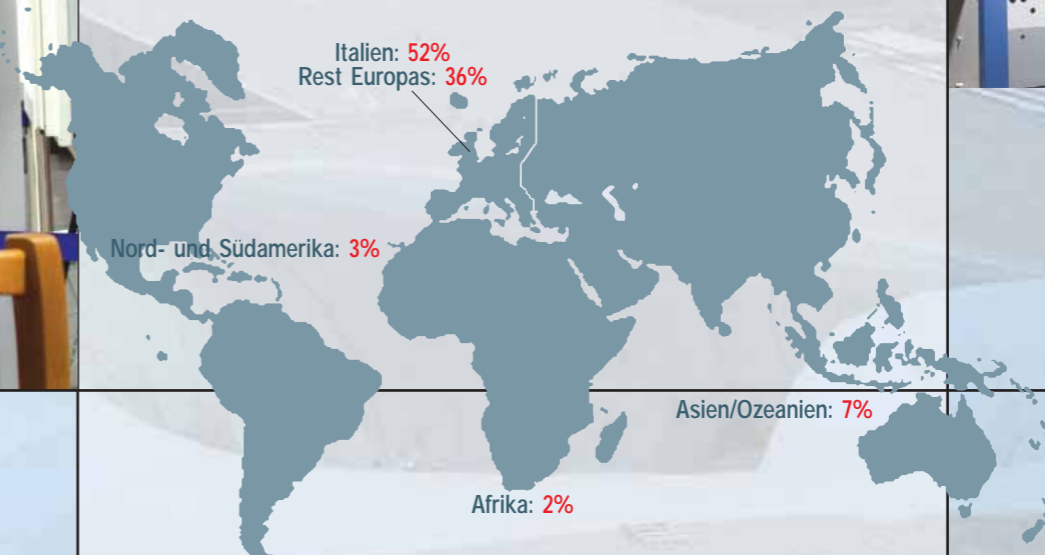 Italien: 52%
Rest Europas: 36%
Nord- und Südamerika: 3%
Asien/Ozeanien: 7%
Afrika: 2%